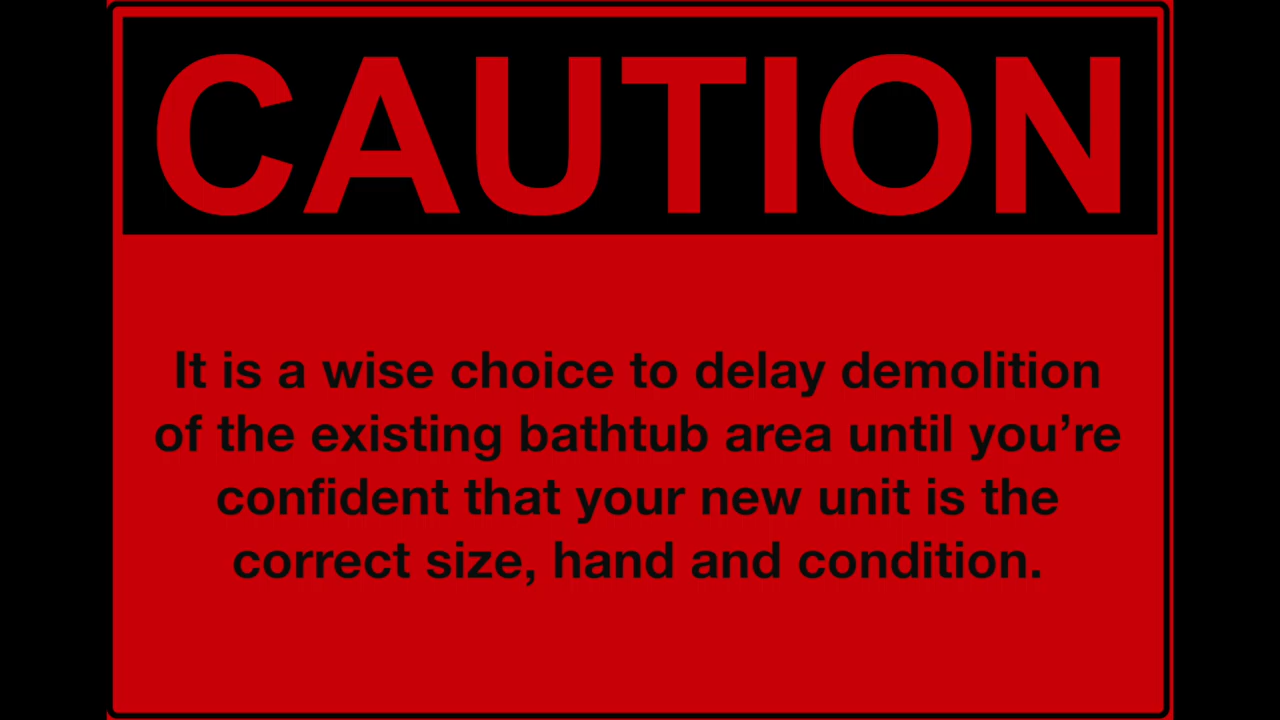 CAUTION
It is a wise choice to delay demolition
of the existing bathtub area until you’re
confident that your new unit is the
correct size, hand and condition.